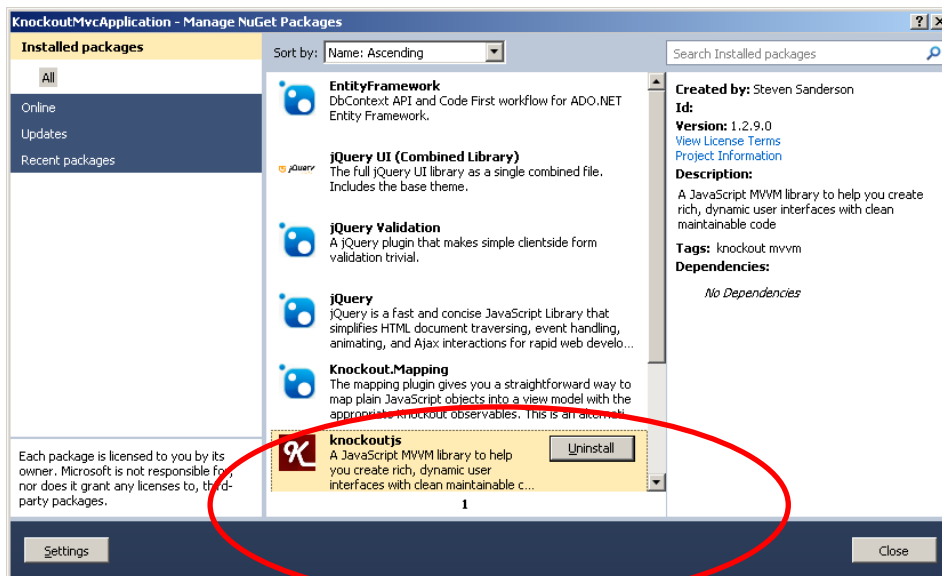 KnockoutMvcApplication - Manage NuGet Packages
Installed packages
All
Online
Updates
Recent packages
Each package is licensed to you by its
owner. Microsoft is not responsible for,
nor does it grant any licenses to, third-
party packages.
Settings
Sort by: Name: Ascending
EntityFramework
DbContext API and Code First workflow for ADO.NET
Entity Framework.
jQuery
jQuery UI (Combined Library)
The full jQuery UI library as a single combined file.
Includes the base theme.
jQuery Validation
A jQuery plugin that makes simple clientside form
validation trivial.
jQuery
jQuery is a fast and concise JavaScript Library that
simplifies HTML document traversing, event handling,
animating, and Ajax interactions for rapid web develo...
Knockout.Mapping
The mapping plugin gives you a straightforward way to
map plain JavaScript objects into a view model with the
appropriate Knockout observables. This is an alternati...
K
knockoutjs
A JavaScript MVVM library to help
you create rich, dynamic user
interfaces with clean maintainable c...
Uninstall
1
Search Installed packages
Created by: Steven Sanderson
Id:
Version: 1.2.9.0
View License Terms
Project Information
Description:
A JavaScript MVVM library to help you create
rich, dynamic user interfaces with clean
maintainable code
Tags: knockout mvvm
Dependencies:
No Dependencies
Close